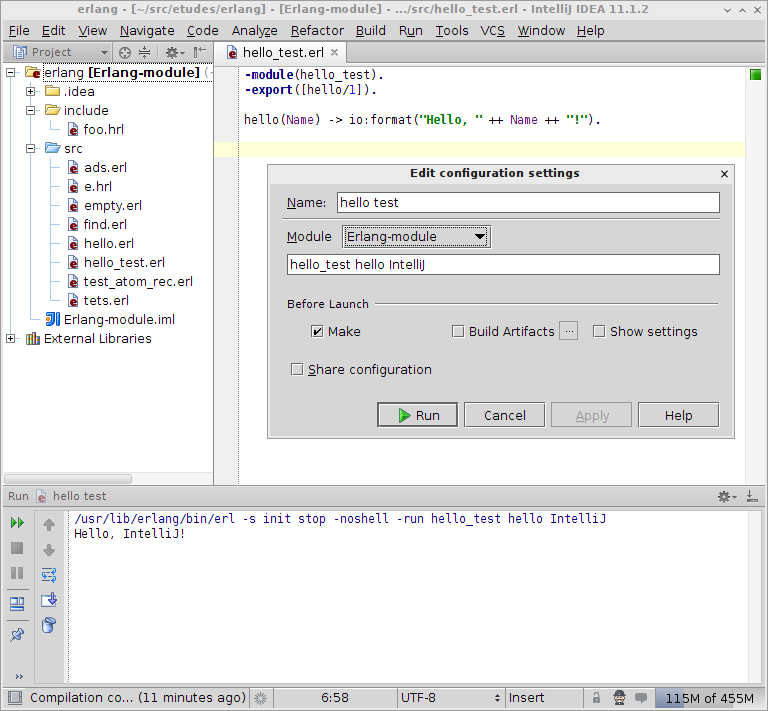 erlang - [~/src/etudes/erlang] - [Erlang-module] - .../src/hello_test.erl - IntelliJ IDEA 11.1.2
File Edit View Navigate Code Analyze Refactor Build Run Tools VCS Window Help
Project
hello_test.erl
erlang [Erlang-module] (
.idea
include
foo.hrl
src
ads.erl
e.hrl
empty.erl
find.erl
hello.erl
hello_test.erl
test_atom_rec.erl
tets.erl
Erlang-module.iml
External Libraries
-module(hello_test).
-export([hello/1]).
hello(Name) -> io:format("Hello, " ++ Name ++ "!").
Edit configuration settings
Name: hello test
Module Erlang-module
hello_test hello IntelliJ
Before Launch
Make Build Artifacts ... Show settings
Share configuration
Run Cancel Apply Help
Run hello test
/usr/lib/erlang/bin/erl -s init stop -noshell -run hello_test hello IntelliJ
Hello, IntelliJ!
Compilation co... (11 minutes ago) 6:58 UTF-8 Insert 115M of 455M